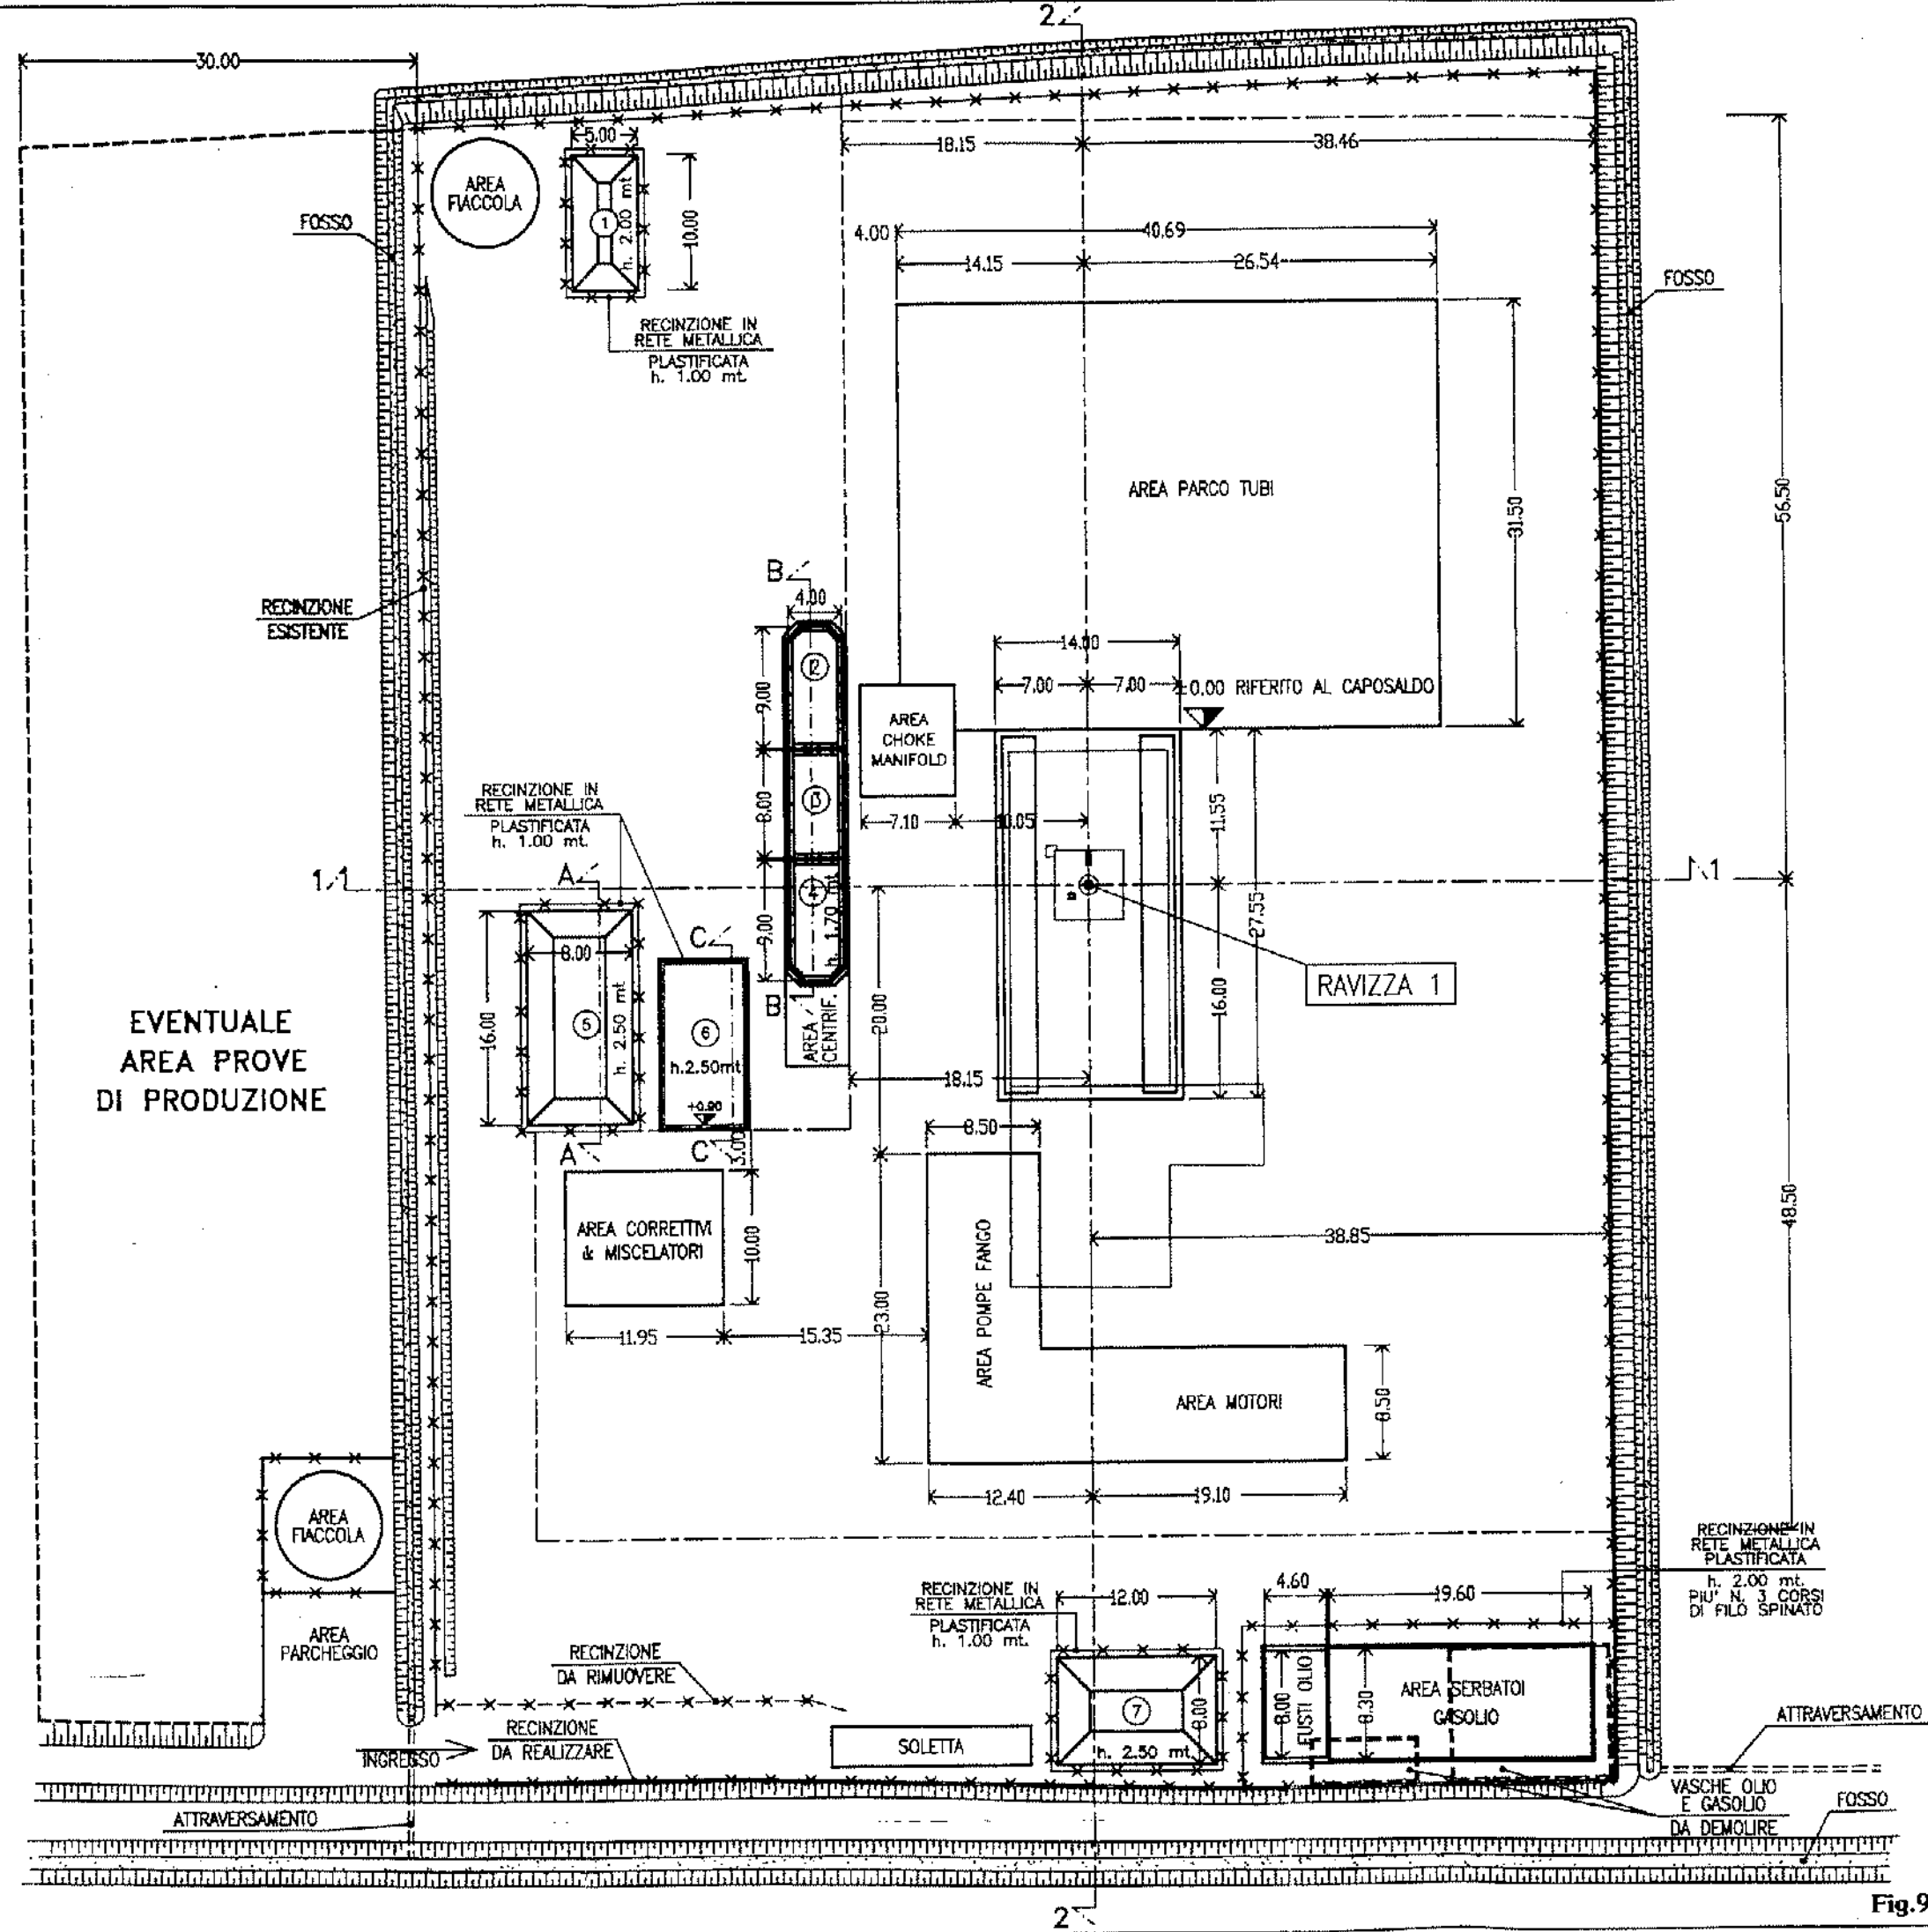 2
30.00
5.00
18.15
38.46
AREA
FIACCOLA
1
h. 2.00 mt
10.00
FOSSO
4.00
40.69
14.15
26.54
FOSSO
RECINZIONE IN
RETE METALLICA
PLASTIFICATA
h. 1.00 mt.
AREA PARCO TUBI
31.50
56.50
B
4.00
RECINZIONE
ESISTENTE
9.00
14.00
7.00
7.00
±0.00 RIFERITO AL CAPOSALDO
AREA
CHOKE
MANIFOLD
RECINZIONE IN
RETE METALLICA
PLASTIFICATA
h. 1.00 mt.
8.00
7.10
10.05
11.55
27.55
1
A
4
h. 1.70 mt
1
9.00
8.00
C
16.00
5
h. 2.50 mt
6
h.2.50mt
+0.90
B
AREA
CENTRIF.
20.00
16.00
RAVIZZA 1
EVENTUALE
AREA PROVE
DI PRODUZIONE
18.15
A
C
3.00
8.50
AREA CORRETTIVI
& MISCELATORI
10.00
AREA POMPE FANGO
38.85
48.50
11.95
15.35
23.00
AREA MOTORI
8.50
12.40
19.10
AREA
FIACCOLA
RECINZIONE IN
RETE METALLICA
PLASTIFICATA
h. 2.00 mt.
PIU' N. 3 CORSI
DI FILO SPINATO
RECINZIONE IN
RETE METALLICA
PLASTIFICATA
h. 1.00 mt.
12.00
4.60
19.60
AREA
PARCHEGGIO
RECINZIONE
DA RIMUOVERE
7
8.00
h. 2.50 mt
8.00
FUSTI OLIO
8.30
AREA SERBATOI
GASOLIO
ATTRAVERSAMENTO
RECINZIONE
DA REALIZZARE
INGRESSO
SOLETTA
VASCHE OLIO
E GASOLIO
DA DEMOLIRE
FOSSO
ATTRAVERSAMENTO
2
Fig.9